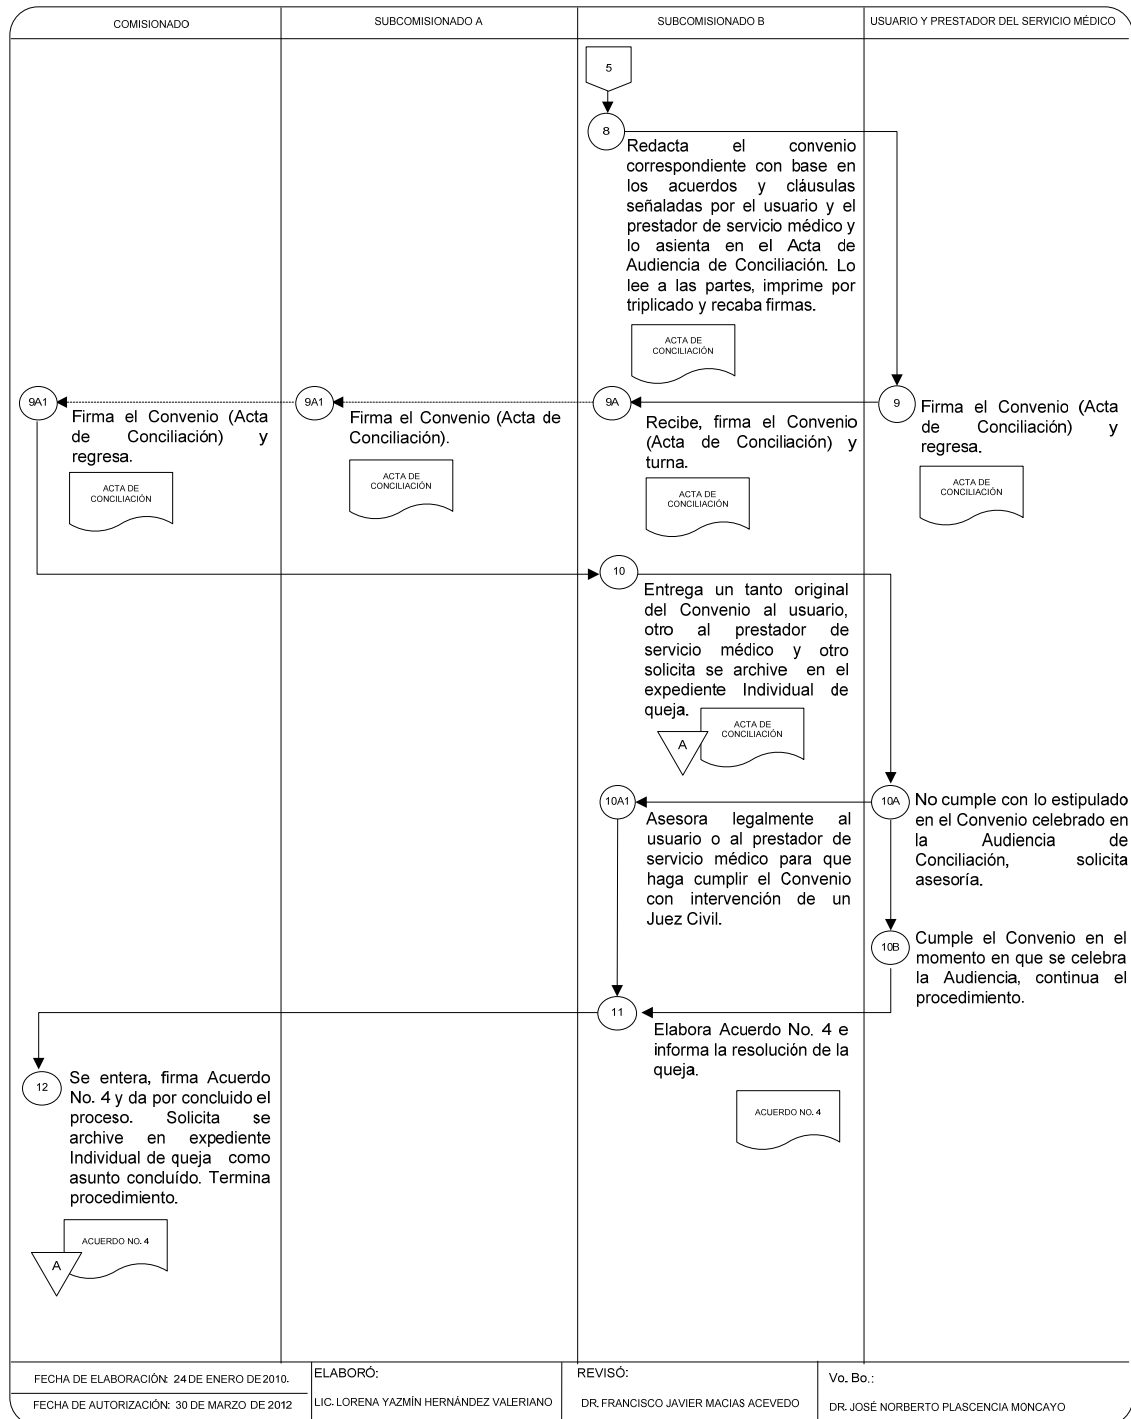 COMISIONADO
SUBCOMISIONADO A
SUBCOMISIONADO B
USUARIO Y PRESTADOR DEL SERVICIO MÉDICO
5
8
Redacta el convenio
correspondiente con base en
los acuerdos y cláusulas
señaladas por el usuario y el
prestador de servicio médico y
lo asienta en el Acta de
Audiencia de Conciliación. Lo
lee a las partes, imprime por
triplicado y recaba firmas.
ACTA DE
CONCILIACIÓN
9A1
Firma el Convenio (Acta
de Conciliación) y
regresa.
ACTA DE
CONCILIACIÓN
9A1
Firma el Convenio (Acta de
Conciliación).
ACTA DE
CONCILIACIÓN
9A
Recibe, firma el Convenio
(Acta de Conciliación) y
turna.
ACTA DE
CONCILIACIÓN
9
Firma el Convenio (Acta
de Conciliación) y
regresa.
ACTA DE
CONCILIACIÓN
10
Entrega un tanto original
del Convenio al usuario,
otro al prestador de
servicio médico y otro
solicita se archive en el
expediente Individual de
queja.
A
ACTA DE
CONCILIACIÓN
10A1
Asesora legalmente al
usuario o al prestador de
servicio médico para que
haga cumplir el Convenio
con intervención de un
Juez Civil.
10A
No cumple con lo estipulado
en el Convenio celebrado en
la Audiencia de
Conciliación, solicita
asesoría.
10B
Cumple el Convenio en el
momento en que se celebra
la Audiencia, continua el
procedimiento.
11
Elabora Acuerdo No. 4 e
informa la resolución de la
queja.
ACUERDO NO. 4
12
Se entera, firma Acuerdo
No. 4 y da por concluido el
proceso. Solicita se
archive en expediente
Individual de queja como
asunto concluído. Termina
procedimiento.
ACUERDO NO. 4
A
FECHA DE ELABORACIÓN: 24 DE ENERO DE 2010.
FECHA DE AUTORIZACIÓN: 30 DE MARZO DE 2012
ELABORÓ:
LIC. LORENA YAZMÍN HERNÁNDEZ VALERIANO
REVISÓ:
DR. FRANCISCO JAVIER MACIAS ACEVEDO
Vo. Bo.:
DR. JOSÉ NORBERTO PLASCENCIA MONCAYO